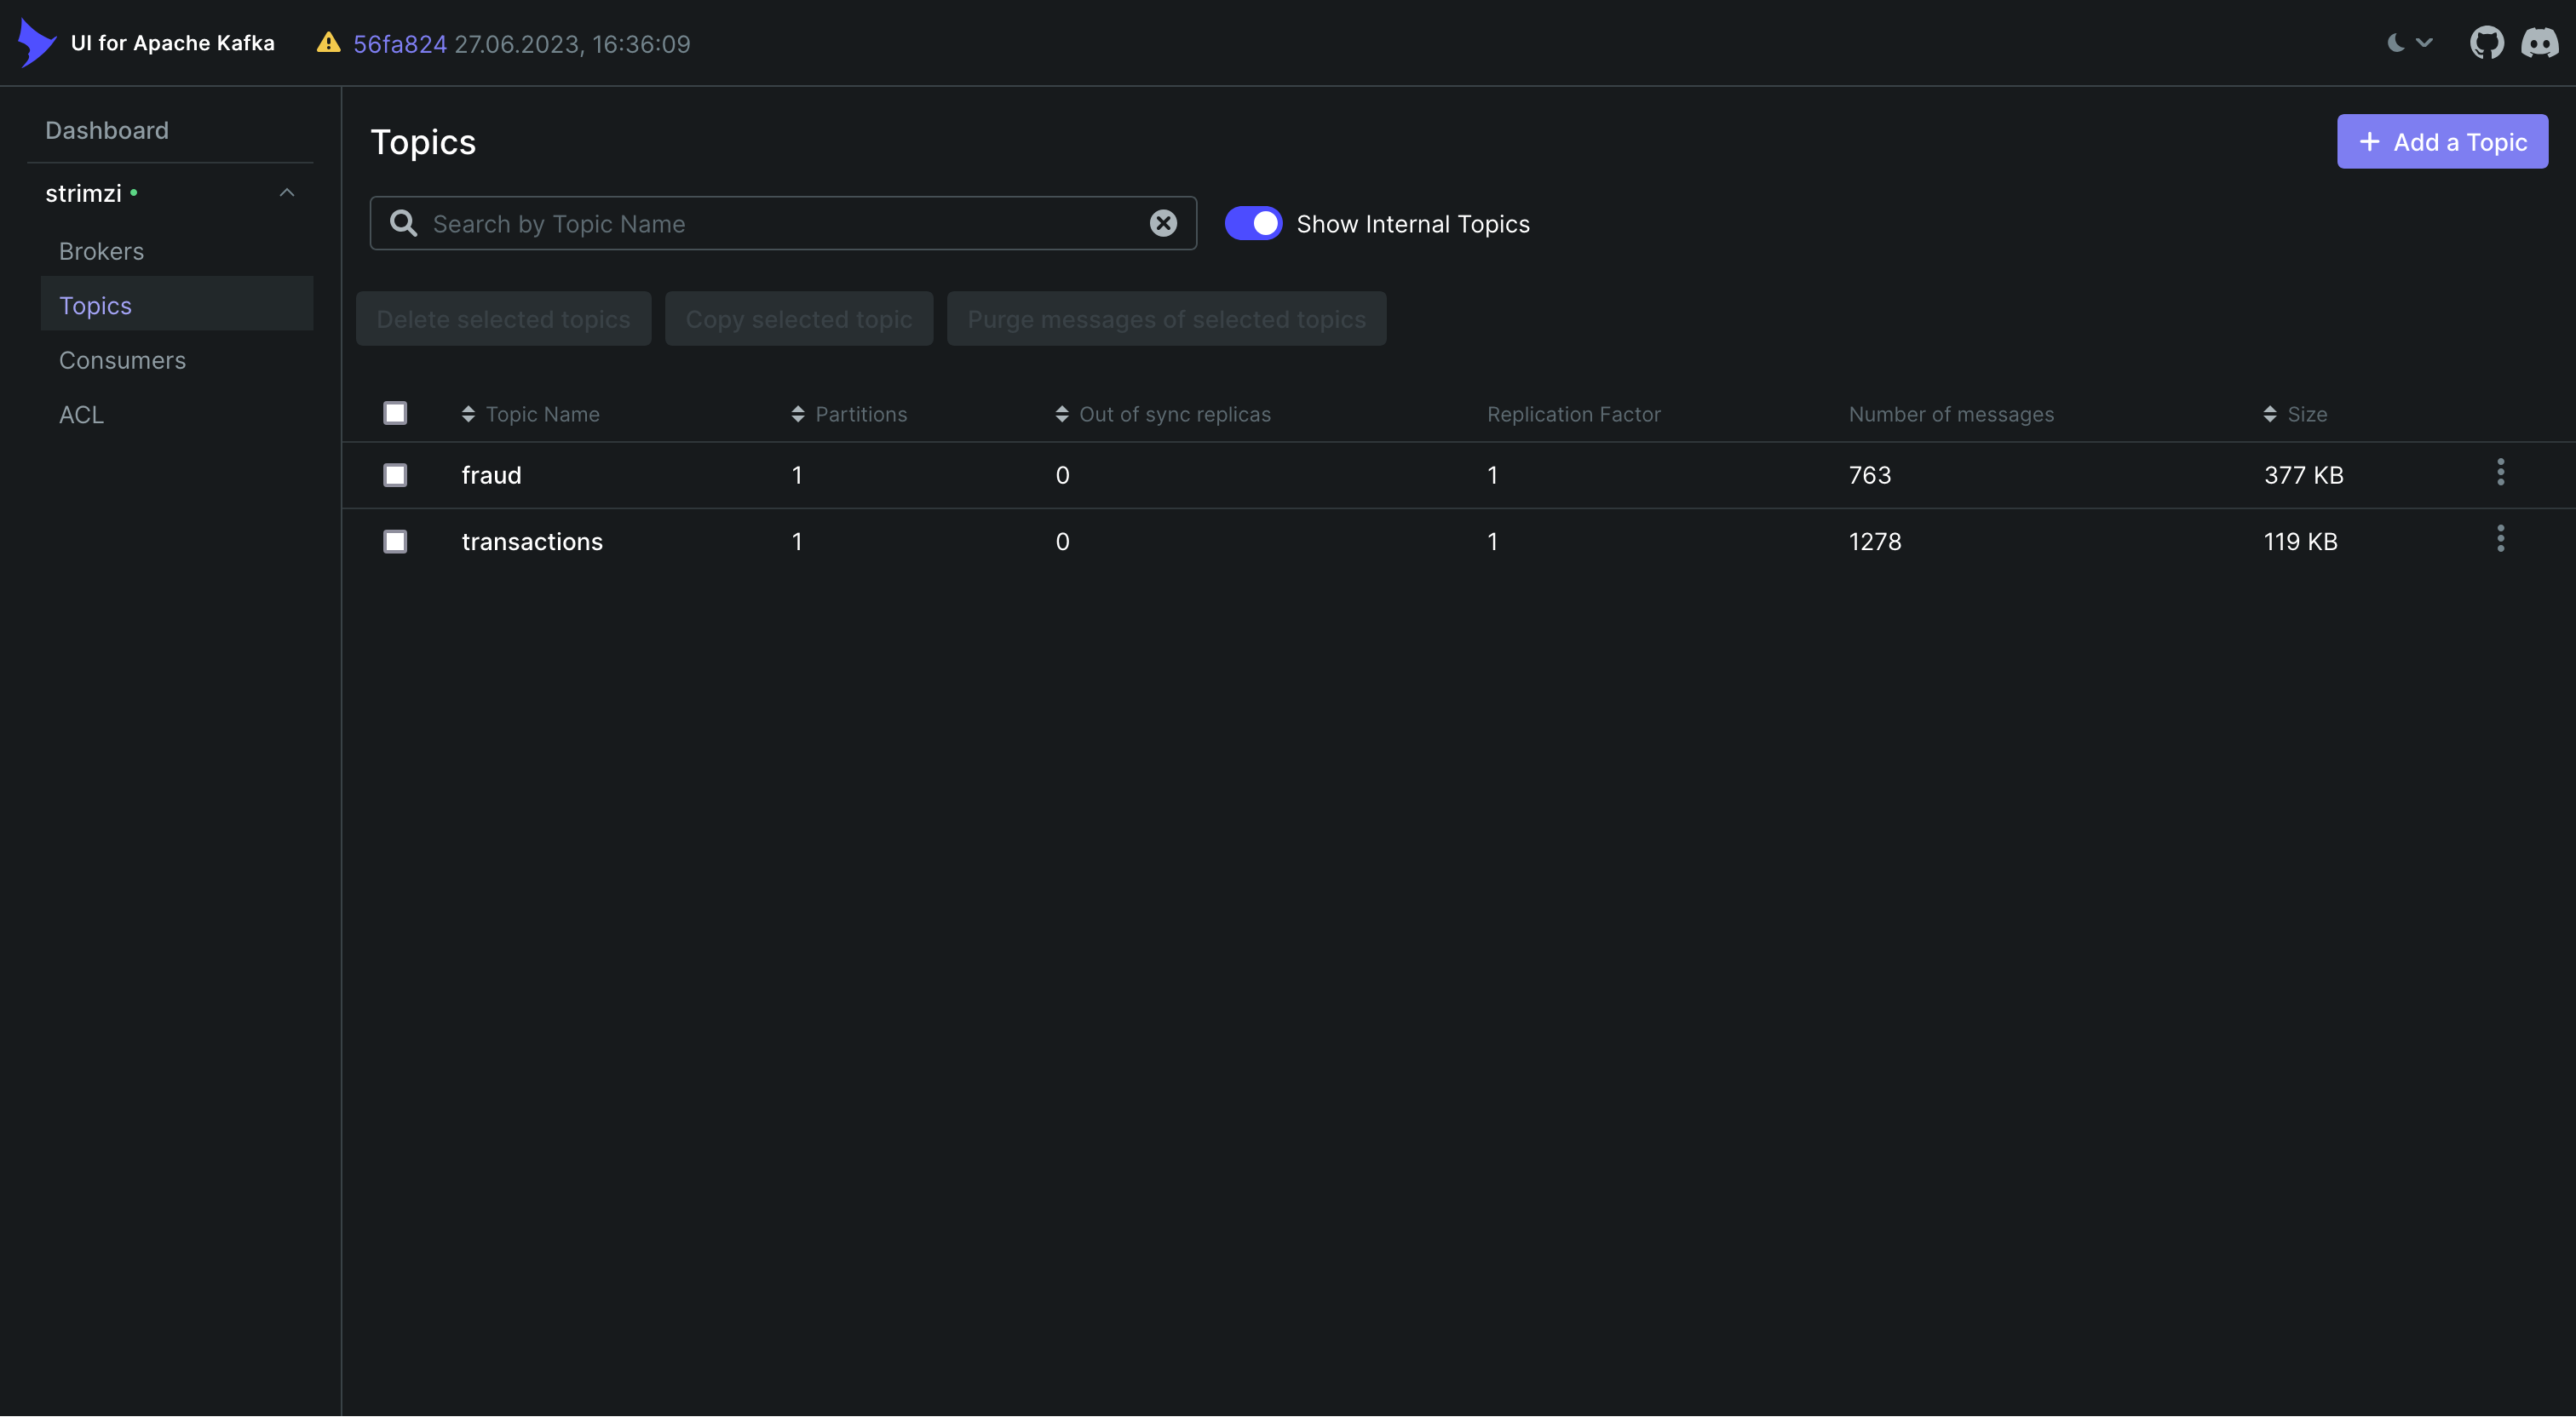 UI for Apache Kafka
56fa824 27.06.2023, 16:36:09
Dashboard
strimzi
Brokers
Topics
Consumers
ACL
Topics
Add a Topic
Search by Topic Name
Show Internal Topics
Delete selected topics
Copy selected topic
Purge messages of selected topics
Topic Name Partitions Out of sync replicas Replication Factor Number of messages Size
fraud 1 0 1 763 377 KB
transactions 1 0 1 1278 119 KB